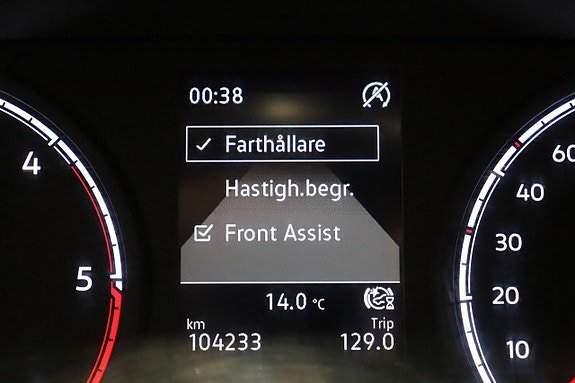 00:38
Farthållare
Hastigh.begr.
Front Assist
14.0 °C
km Trip
104233 129.0
4
5
60
40
30
20
10